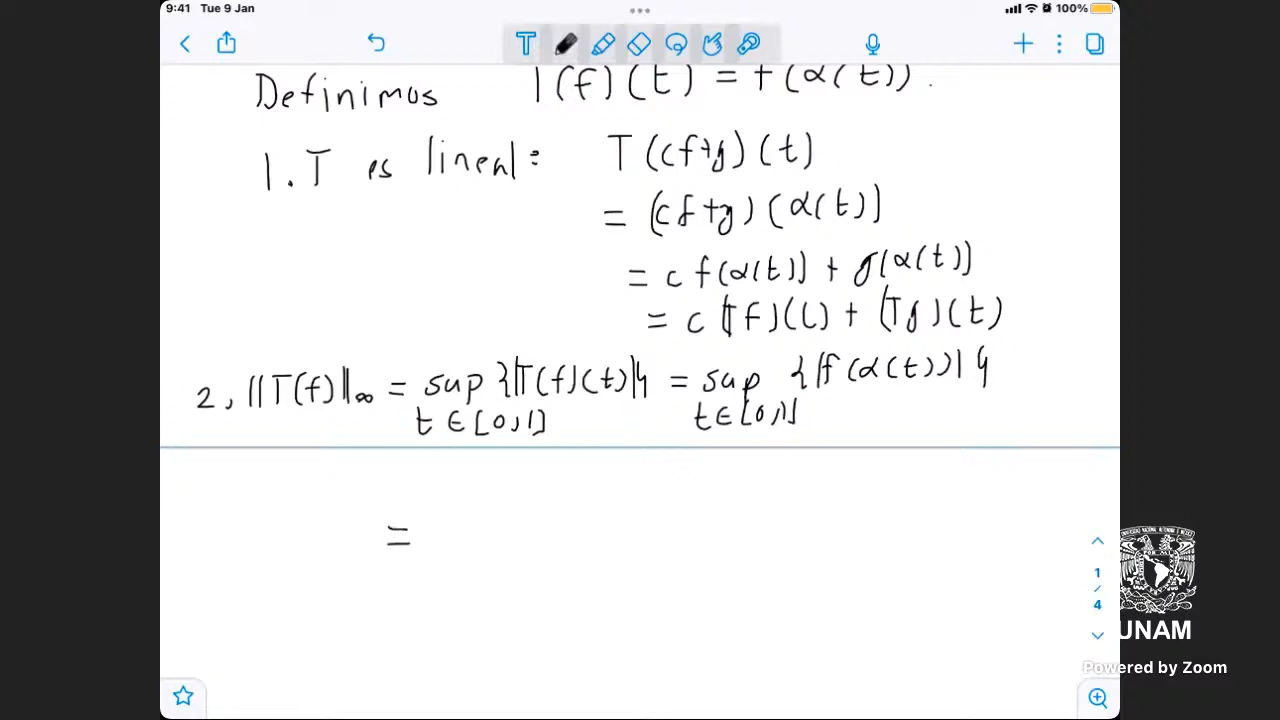 9:41 Tue 9 Jan 100%
Definimos T(f)(t) = f(α(t)).
1. T es lineal: T(cf+g)(t)
= (cf+g)(α(t))
= c f(α(t)) + g(α(t))
= c (Tf)(t) + (Tg)(t)
2, ||T(f)||∞ = sup {|T(f)(t)|} = sup {|f(α(t))|}
t ∈ [0,1] t ∈ [0,1]
=
1
/
4
UNAM
Powered by Zoom